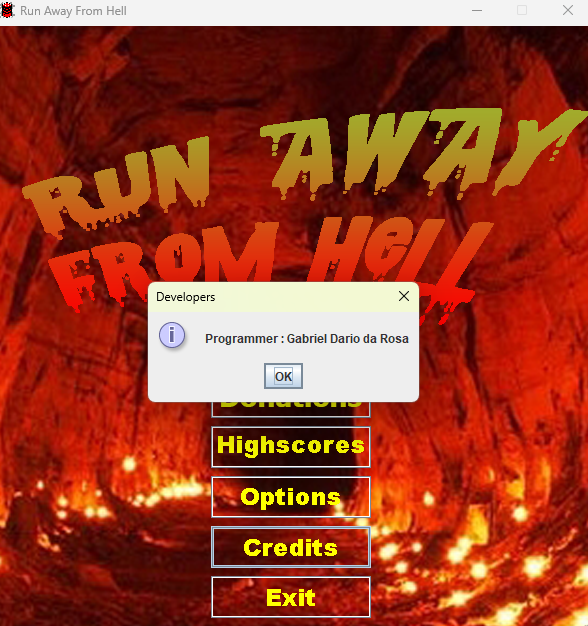 Run Away From Hell
RUN AWAY
FROM HELL
Developers
i
Programmer : Gabriel Dario da Rosa
OK
Donations
Highscores
Options
Credits
Exit